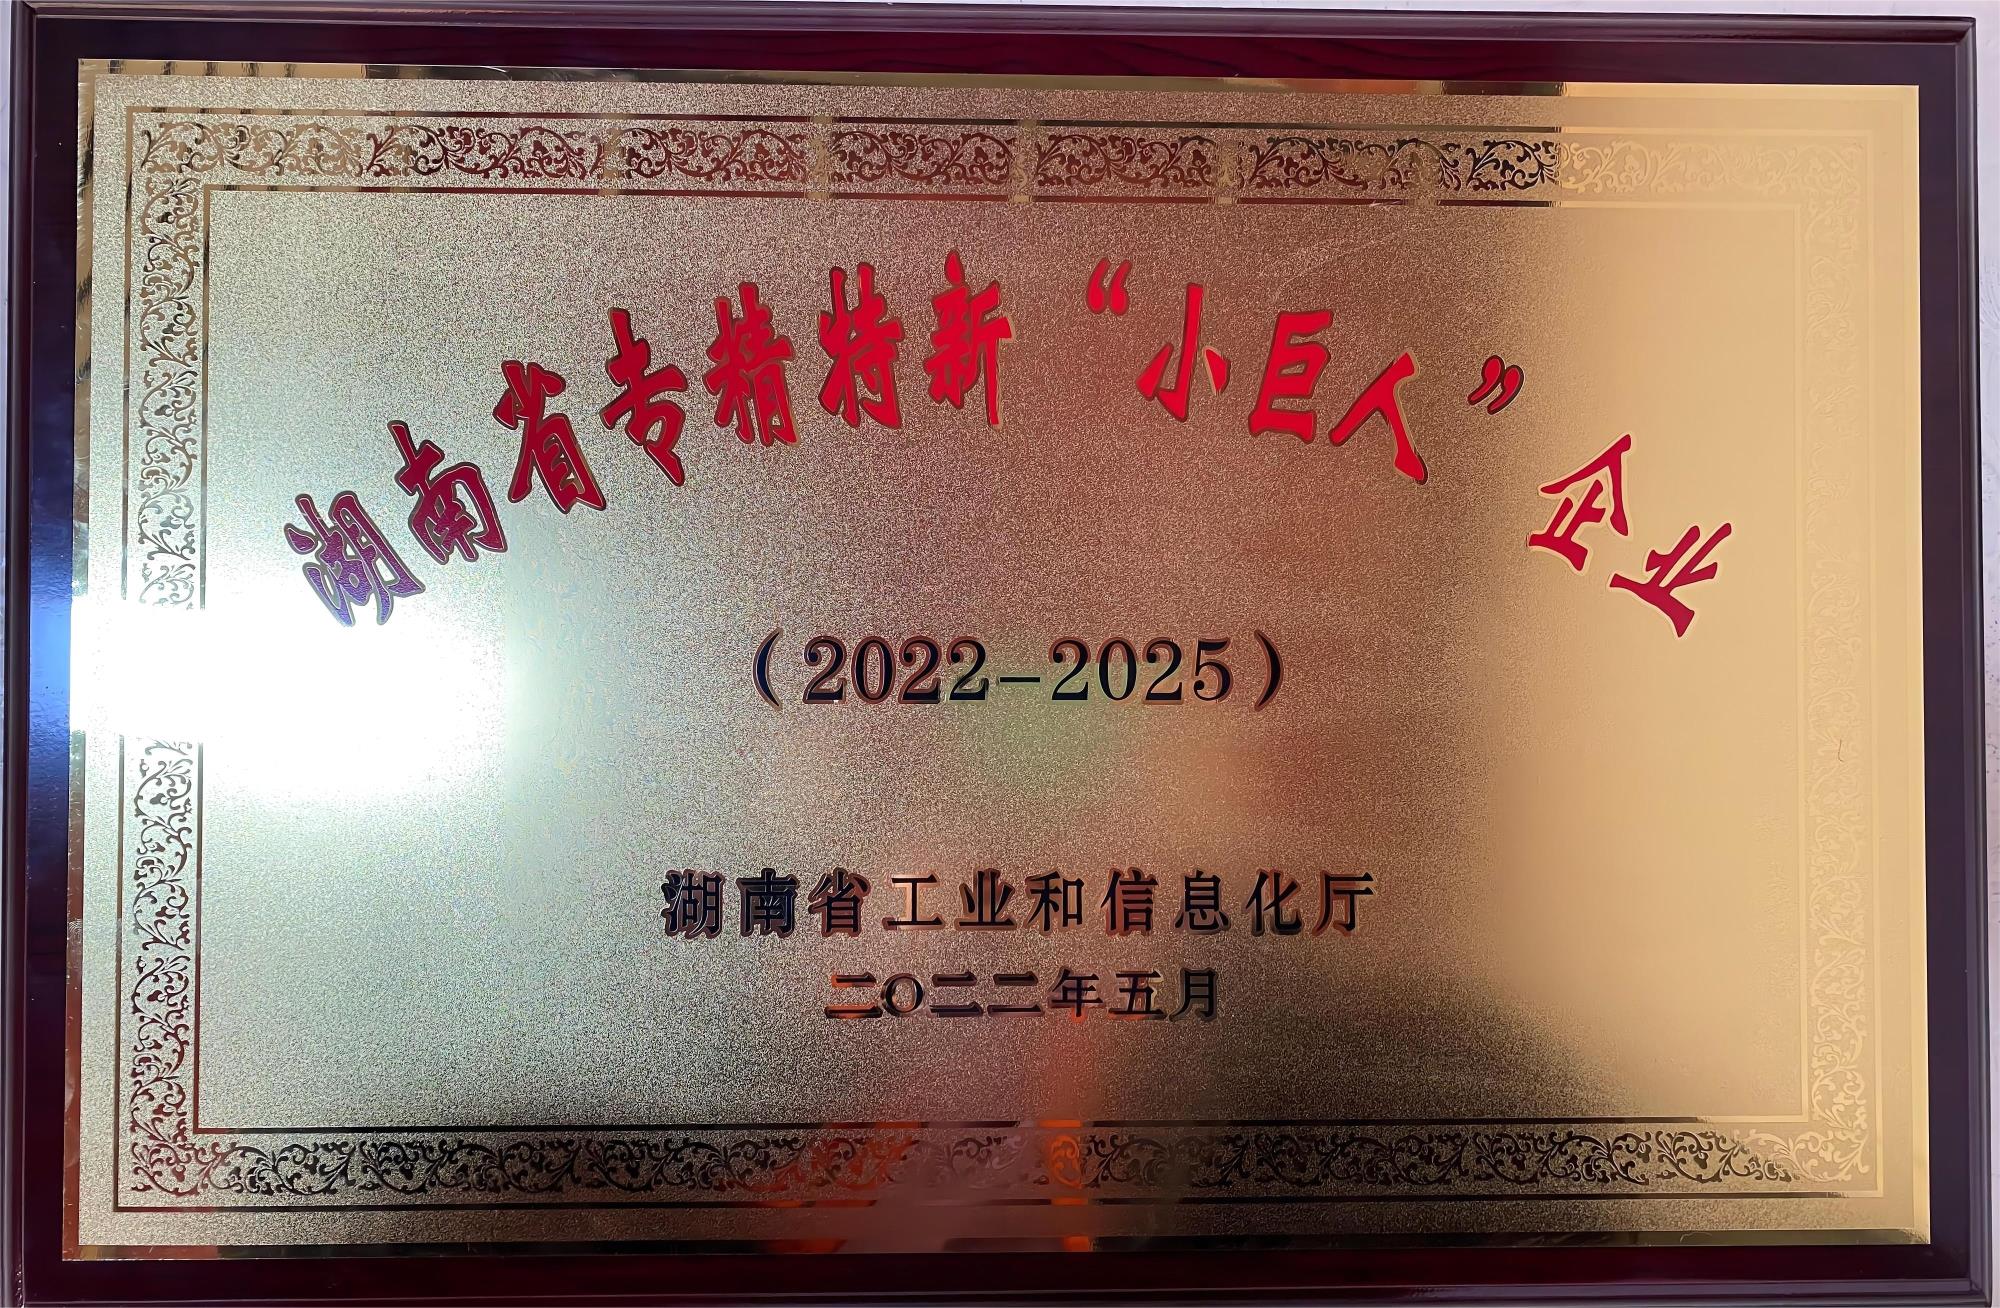 湖南省专精特新“小巨人”企业
（2022-2025）
湖南省工业和信息化厅
二〇二二年五月